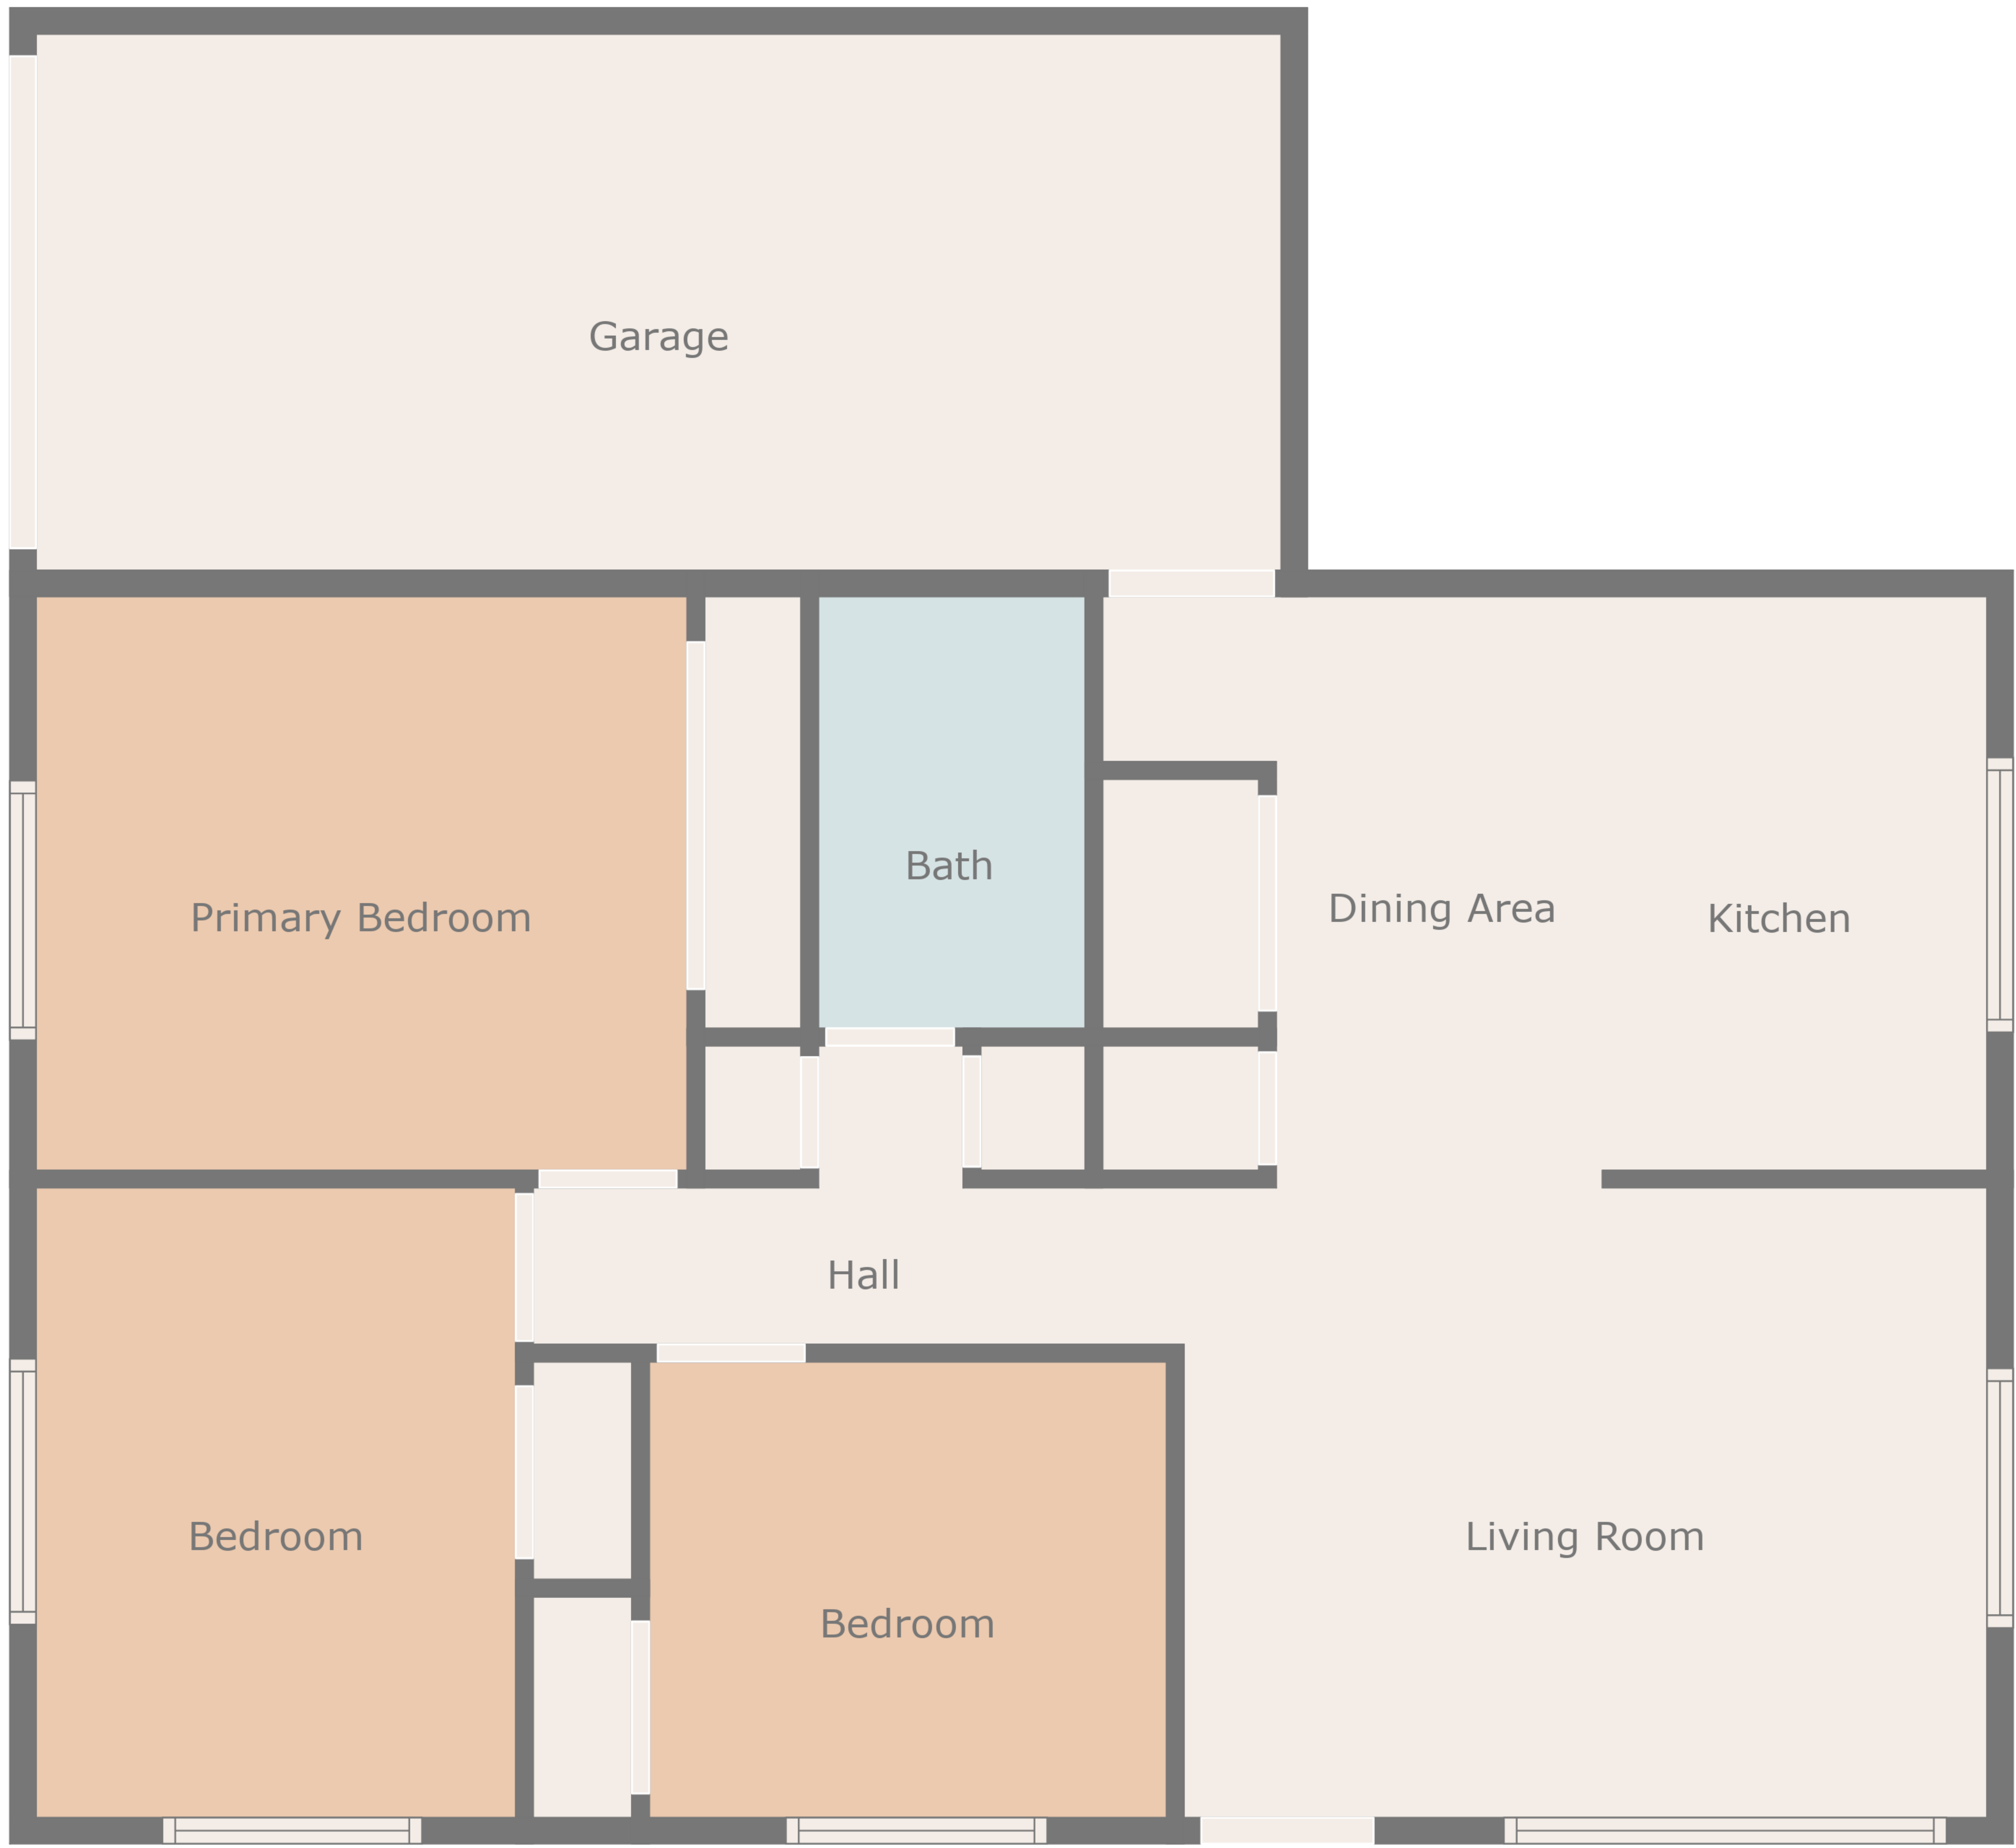 Garage
Primary Bedroom
Bath
Dining Area
Kitchen
Hall
Bedroom
Bedroom
Living Room